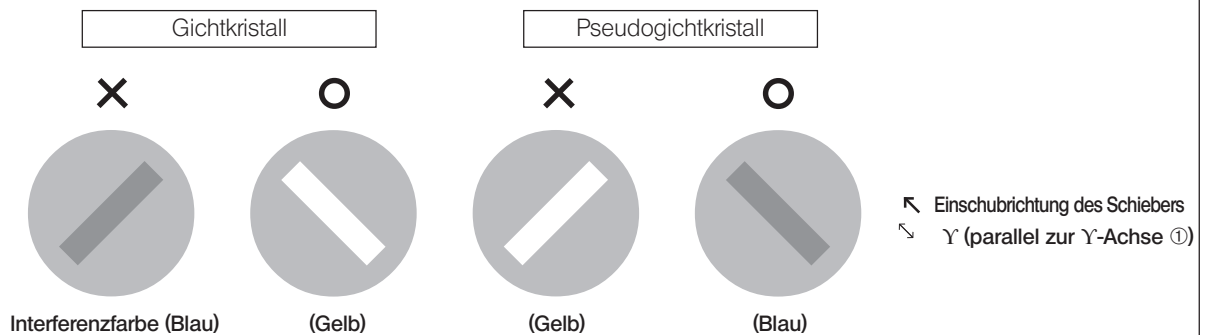 Gichtkristall
Pseudogichtkristall
Einschubrichtung des Schiebers
ϒ (parallel zur ϒ-Achse ①)
Interferenzfarbe (Blau)
(Gelb)
(Gelb)
(Blau)